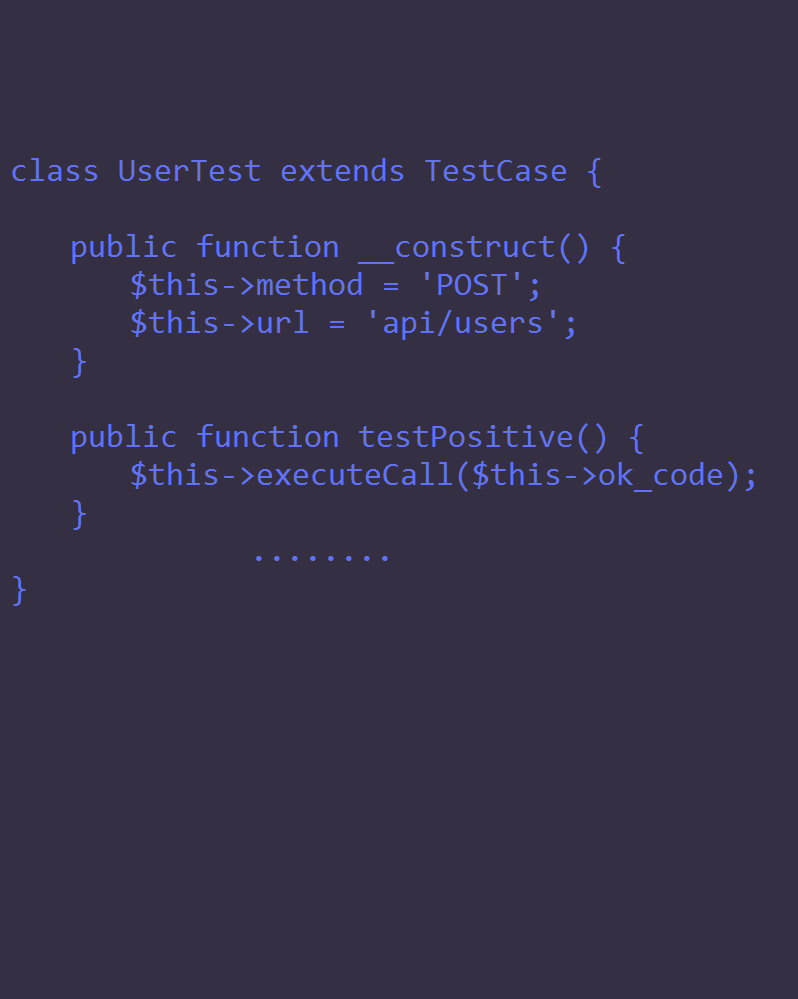 class UserTest extends TestCase {
public function __construct() {
$this->method = 'POST';
$this->url = 'api/users';
}
public function testPositive() {
$this->executeCall($this->ok_code);
}
........
}